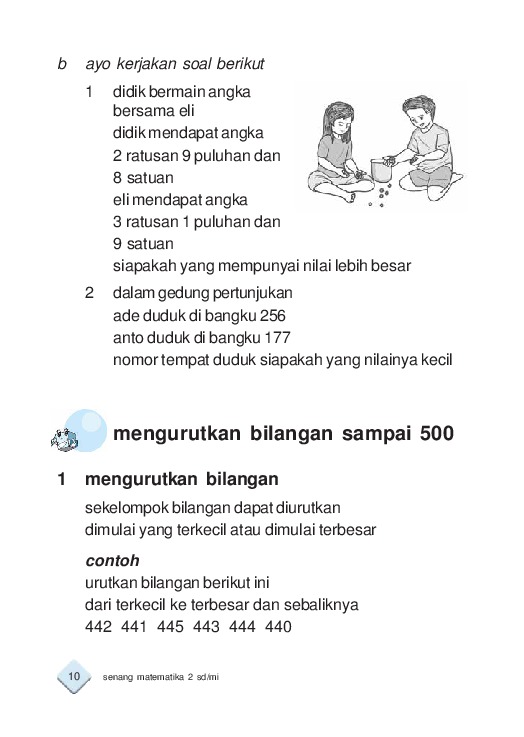 b ayo kerjakan soal berikut
1 didik bermain angka
bersama eli
didik mendapat angka
2 ratusan 9 puluhan dan
8 satuan
eli mendapat angka
3 ratusan 1 puluhan dan
9 satuan
siapakah yang mempunyai nilai lebih besar
2 dalam gedung pertunjukan
ade duduk di bangku 256
anto duduk di bangku 177
nomor tempat duduk siapakah yang nilainya kecil
mengurutkan bilangan sampai 500
1 mengurutkan bilangan
sekelompok bilangan dapat diurutkan
dimulai yang terkecil atau dimulai terbesar
contoh
urutkan bilangan berikut ini
dari terkecil ke terbesar dan sebaliknya
442 441 445 443 444 440
10 senang matematika 2 sd/mi